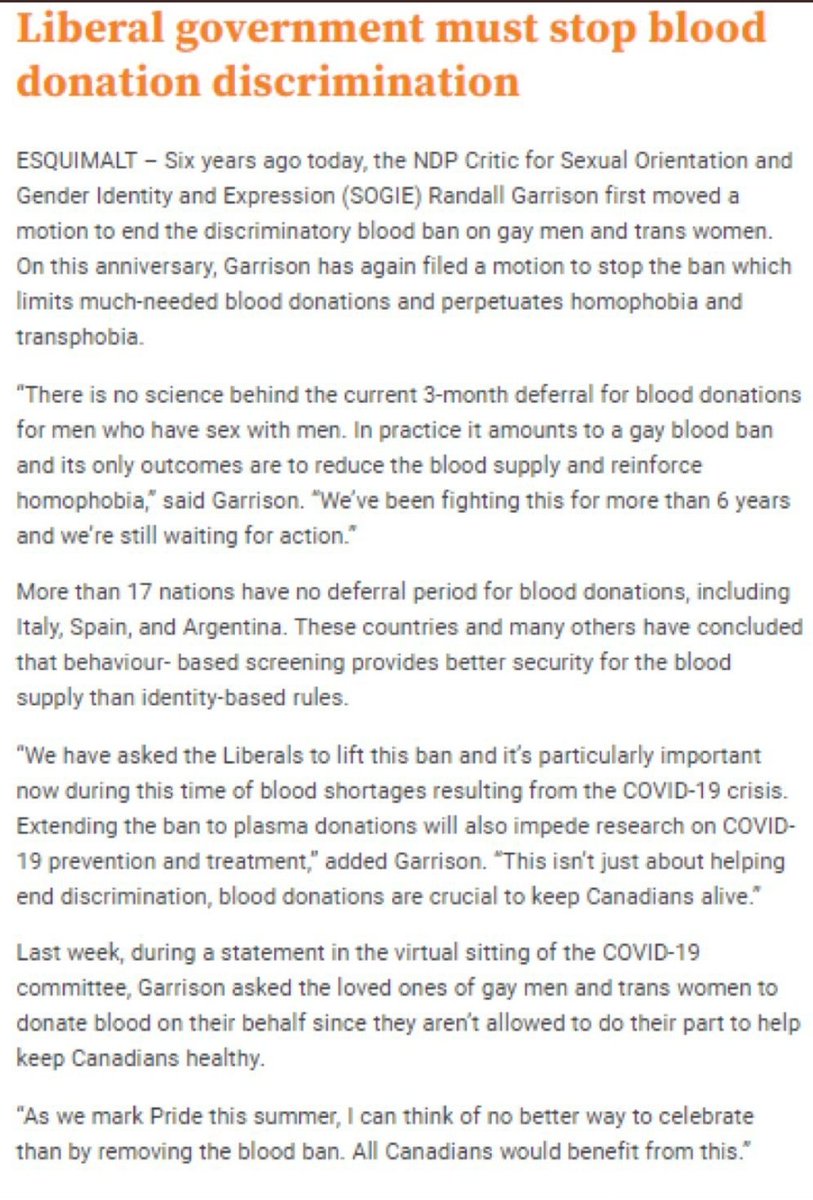 Liberal government must stop blood
donation discrimination
ESQUIMALT – Six years ago today, the NDP Critic for Sexual Orientation and
Gender Identity and Expression (SOGIE) Randall Garrison first moved a
motion to end the discriminatory blood ban on gay men and trans women.
On this anniversary, Garrison has again filed a motion to stop the ban which
limits much-needed blood donations and perpetuates homophobia and
transphobia.
“There is no science behind the current 3-month deferral for blood donations
for men who have sex with men. In practice it amounts to a gay blood ban
and its only outcomes are to reduce the blood supply and reinforce
homophobia,” said Garrison. “We’ve been fighting this for more than 6 years
and we’re still waiting for action.”
More than 17 nations have no deferral period for blood donations, including
Italy, Spain, and Argentina. These countries and many others have concluded
that behaviour- based screening provides better security for the blood
supply than identity-based rules.
“We have asked the Liberals to lift this ban and it’s particularly important
now during this time of blood shortages resulting from the COVID-19 crisis.
Extending the ban to plasma donations will also impede research on COVID-
19 prevention and treatment,” added Garrison. “This isn’t just about helping
end discrimination, blood donations are crucial to keep Canadians alive.”
Last week, during a statement in the virtual sitting of the COVID-19
committee, Garrison asked the loved ones of gay men and trans women to
donate blood on their behalf since they aren’t allowed to do their part to help
keep Canadians healthy.
“As we mark Pride this summer, I can think of no better way to celebrate
than by removing the blood ban. All Canadians would benefit from this.”